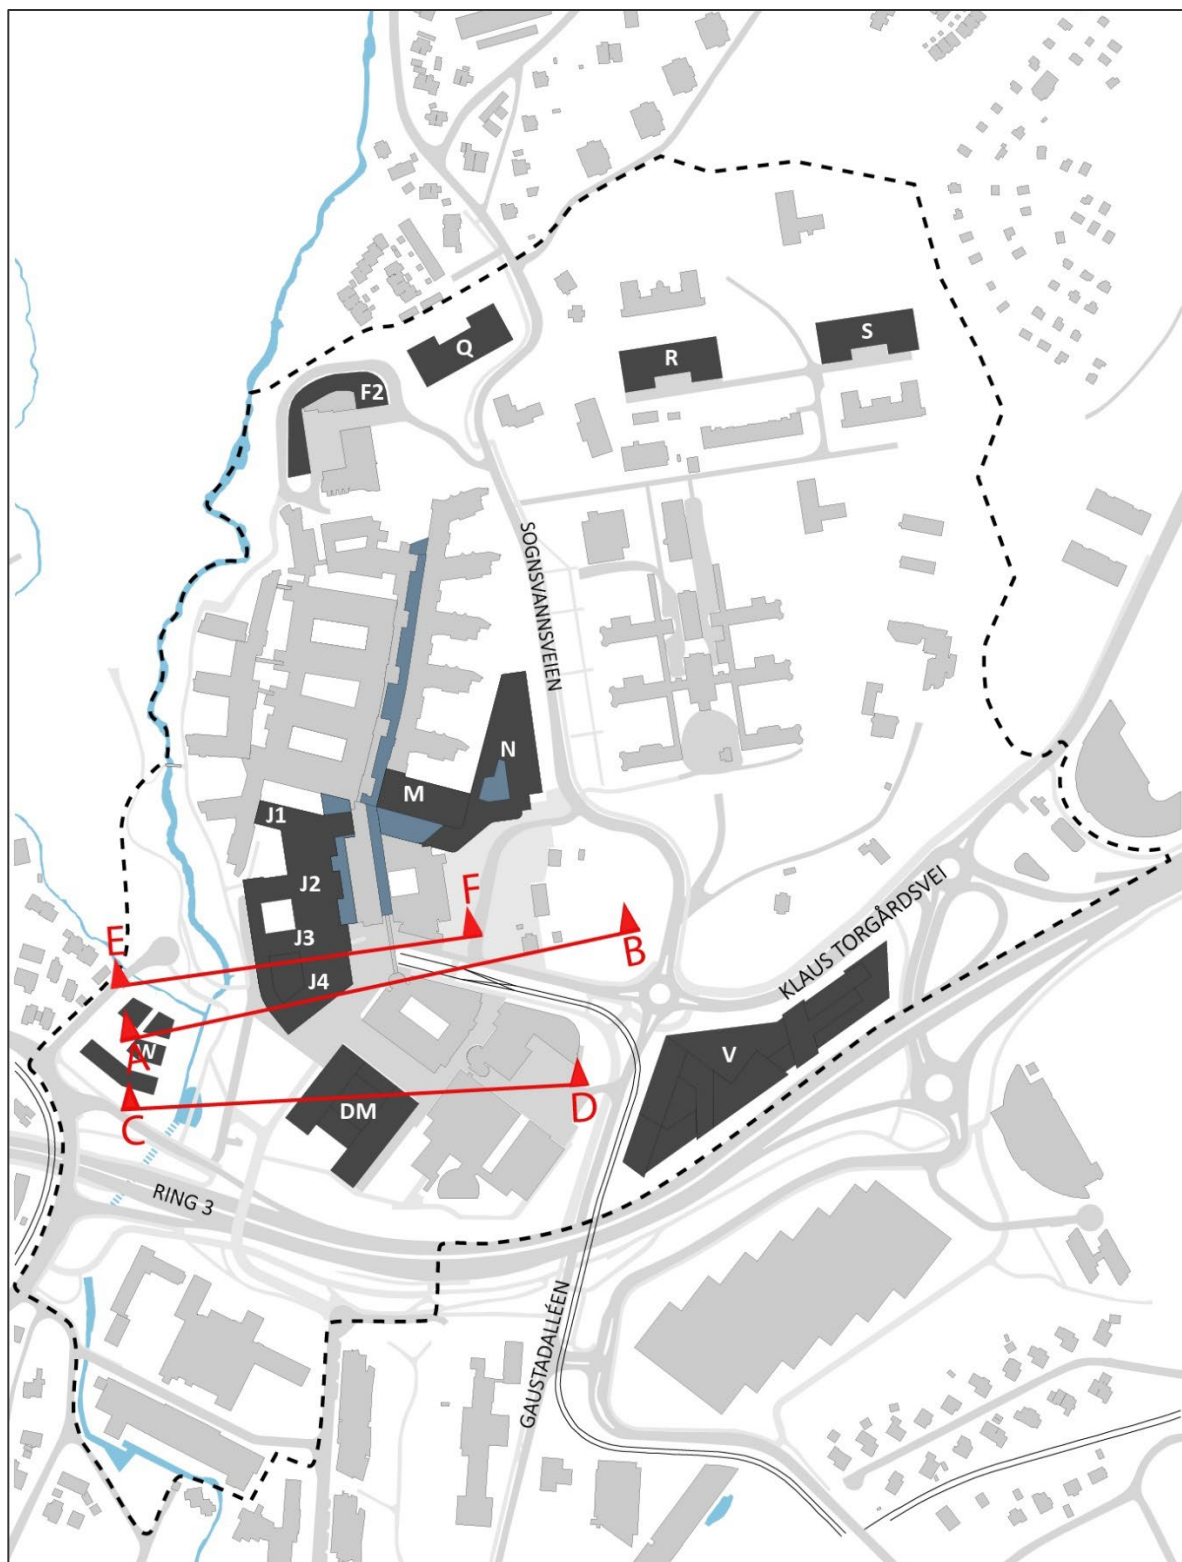 S
R
Q
F2
SOGNSVANNSVEIEN
N
M
J1
J2
F
KLAUS TORGÅRDSVEI
E
J3
B
J4
A
W
V
C
D
DM
RING 3
GAUSTADALLÉEN